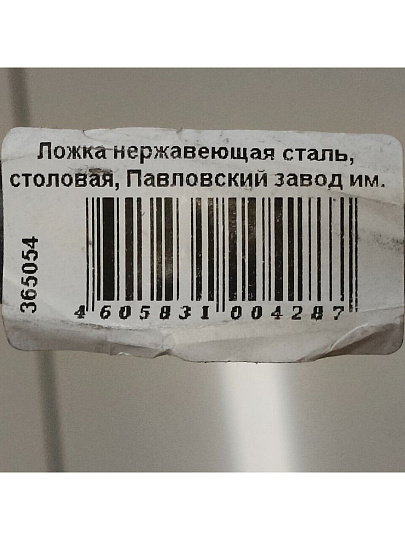 Ложка нержавеющая сталь,
столовая, Павловский завод им.
365054
4 605831 004287